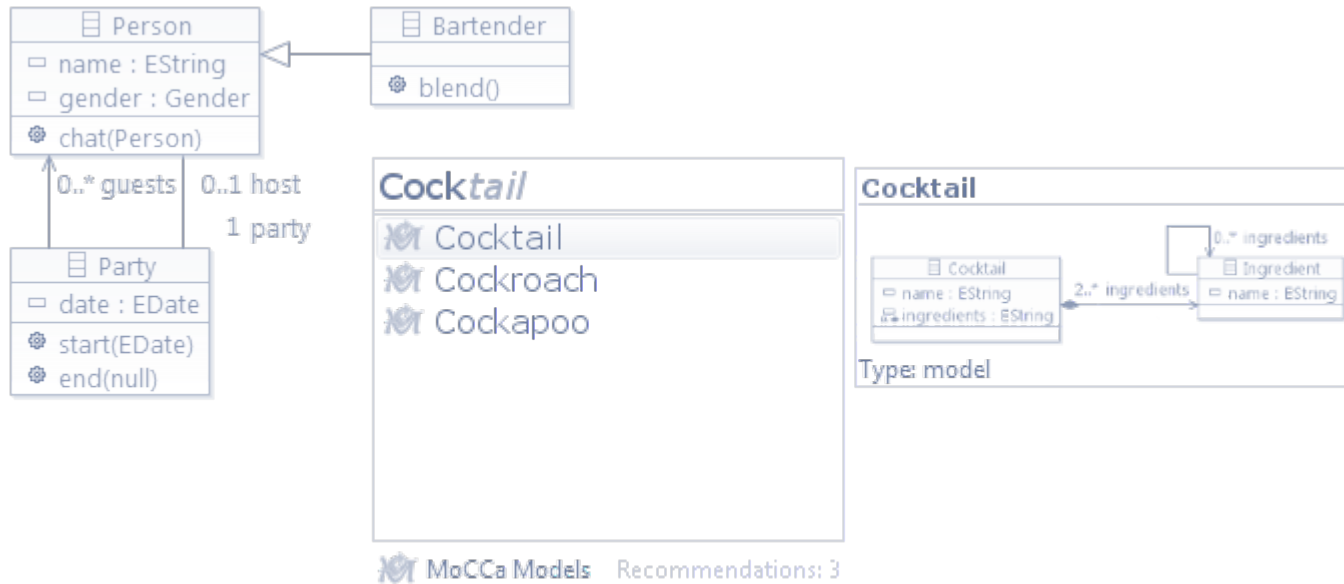 Person
name : EString
gender : Gender
chat(Person)
Bartender
blend()
0..* guests
0..1 host
1 party
Party
date : EDate
start(EDate)
end(null)
Cocktail
Cocktail
Cockroach
Cockapoo
MoCCa Models Recommendations: 3
Cocktail
0..* ingredients
Cocktail
name : EString
ingredients : EString
2..* ingredients
Ingredient
name : EString
Type: model